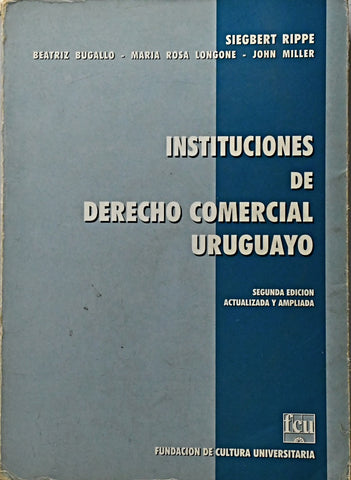 SIEGBERT RIPPE
BEATRIZ BUGALLO - MARIA ROSA LONGONE - JOHN MILLER
INSTITUCIONES
DE
DERECHO COMERCIAL
URUGUAYO
SEGUNDA EDICION
ACTUALIZADA Y AMPLIADA
fcu
FUNDACION DE CULTURA UNIVERSITARIA